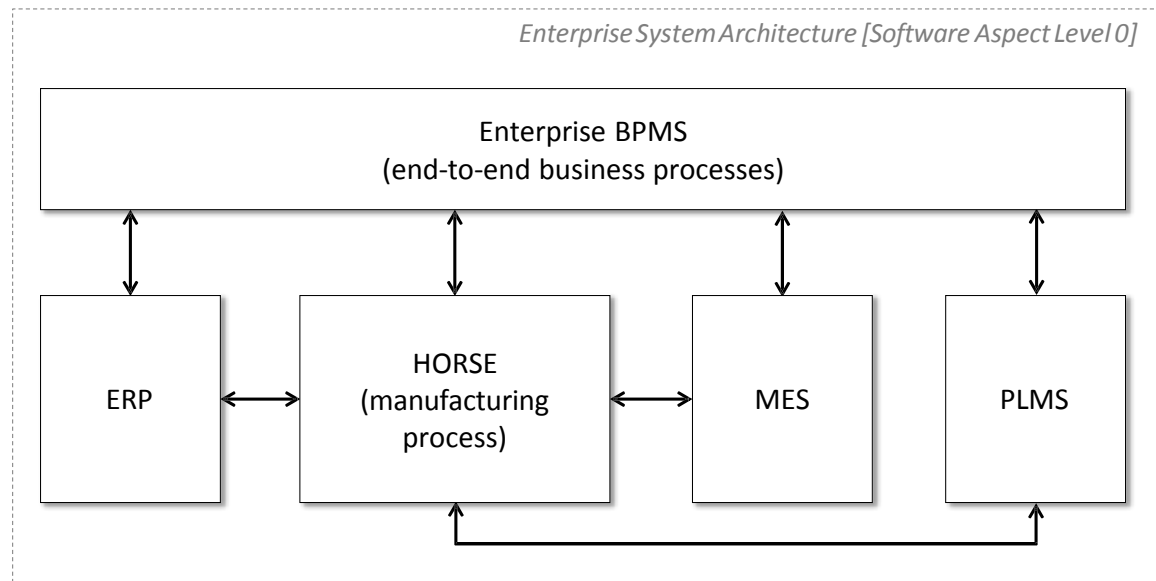 Enterprise System Architecture [Software Aspect Level 0]
Enterprise BPMS
(end-to-end business processes)
ERP
HORSE
(manufacturing
process)
MES
PLMS